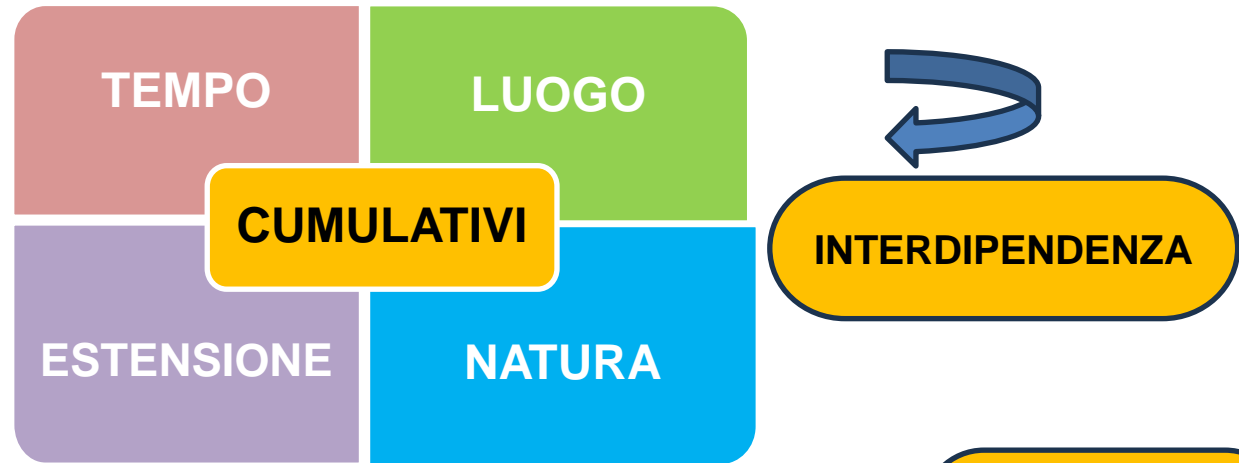 TEMPO
LUOGO
CUMULATIVI
INTERDIPENDENZA
ESTENSIONE
NATURA